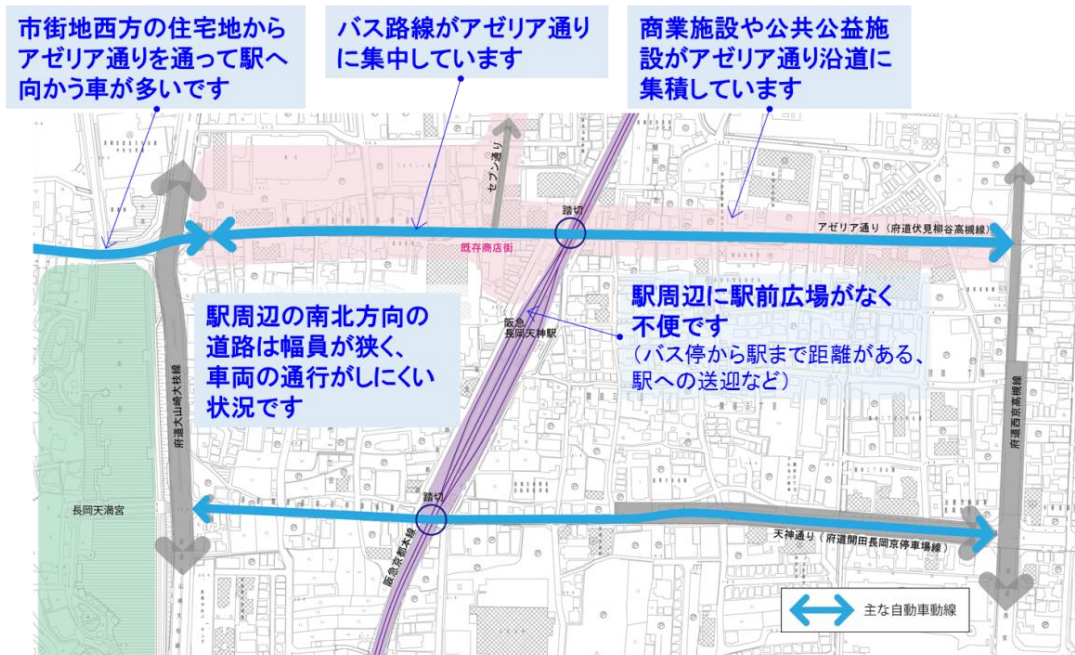 市街地西方の住宅地から
アゼリア通りを通って駅へ
向かう車が多いです
バス路線がアゼリア通り
に集中しています
商業施設や公共公益施
設がアゼリア通り沿道に
集積しています
セブン通り
踏切
アゼリア通り(府道伏見柳谷高槻線)
既存商店街
駅周辺の南北方向の
道路は幅員が狭く、
車両の通行がしにくい
状況です
阪急
長岡天神駅
駅周辺に駅前広場がなく
不便です
(バス停から駅まで距離がある、
駅への送迎など)
府道大山崎大枝線
府道西京高槻線
長岡天満宮
踏切
阪急京都本線
天神通り(府道開田長岡京停車場線)
主な自動車動線